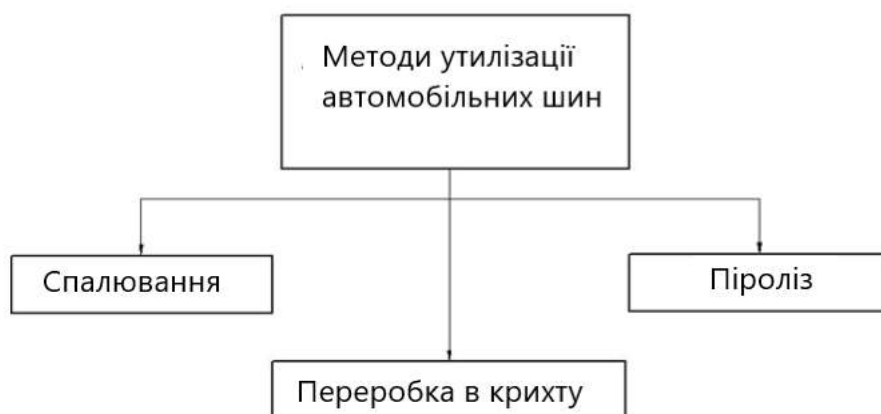 Методи утилізації
автомобільних шин
Спалювання
Піроліз
Переробка в крихту